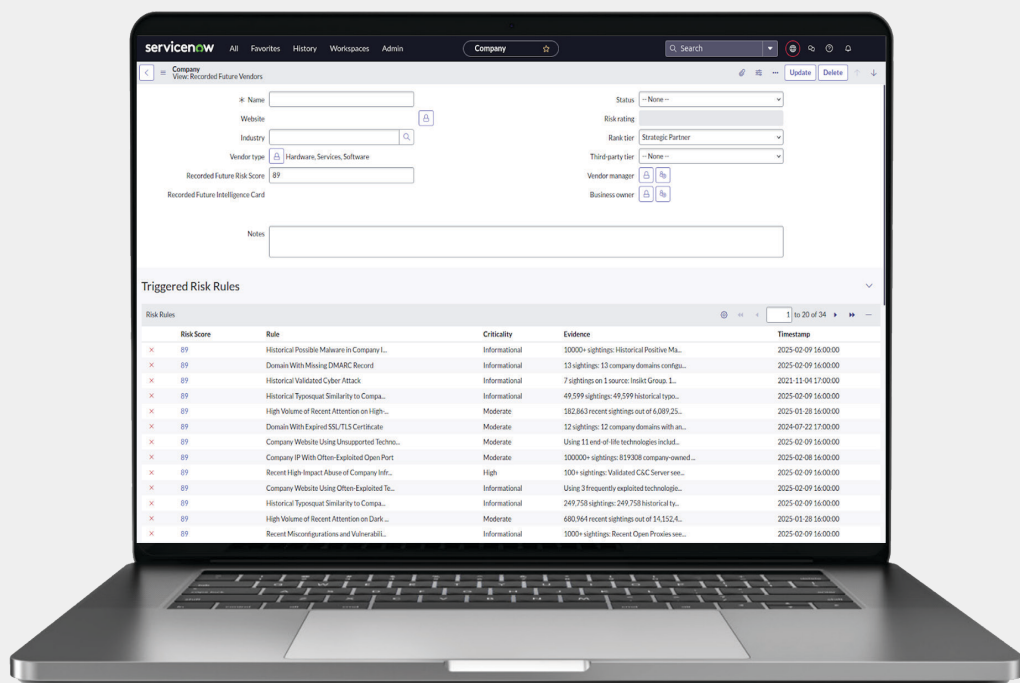 servicenow All Favorites History Workspaces Admin Company Search
Company
View: Recorded Future Vendors Update Delete
* Name Status -- None --
Website Risk rating
Industry Rank tier Strategic Partner
Vendor type Hardware, Services, Software Third-party tier -- None --
Recorded Future Risk Score 89 Vendor manager
Recorded Future Intelligence Card Business owner
Notes
Triggered Risk Rules
Risk Rules 1 to 20 of 34
Risk Score Rule Criticality Evidence Timestamp
89 Historical Possible Malware in Company I... Informational 10000+ sightings: Historical Positive Ma... 2025-02-09 16:00:00
89 Domain With Missing DMARC Record Informational 13 sightings: 13 company domains configu... 2025-02-09 16:00:00
89 Historical Validated Cyber Attack Informational 7 sightings on 1 source: Insikt Group. 1... 2021-11-04 17:00:00
89 Historical Typosquat Similarity to Compa... Informational 49,599 sightings: 49,599 historical typo... 2025-02-09 16:00:00
89 High Volume of Recent Attention on High-... Moderate 182,863 recent sightings out of 6,089,25... 2025-01-28 16:00:00
89 Domain With Expired SSL/TLS Certificate Moderate 12 sightings: 12 company domains with an... 2024-07-22 17:00:00
89 Company Website Using Unsupported Techno... Moderate Using 11 end-of-life technologies includ... 2025-02-09 16:00:00
89 Company IP With Often-Exploited Open Port Moderate 100000+ sightings: 819308 company-owned ... 2025-02-08 16:00:00
89 Recent High-Impact Abuse of Company Infr... High 100+ sightings: Validated C&C Server see... 2025-02-09 16:00:00
89 Company Website Using Often-Exploited Te... Informational Using 3 frequently exploited technologie... 2025-02-09 16:00:00
89 Historical Typosquat Similarity to Compa... Informational 249,758 sightings: 249,758 historical ty... 2025-02-09 16:00:00
89 High Volume of Recent Attention on Dark ... Moderate 680,964 recent sightings out of 14,152,4... 2025-01-28 16:00:00
89 Recent Misconfigurations and Vulnerabili... Informational 1000+ sightings: Recent Open Proxies see... 2025-02-09 16:00:00